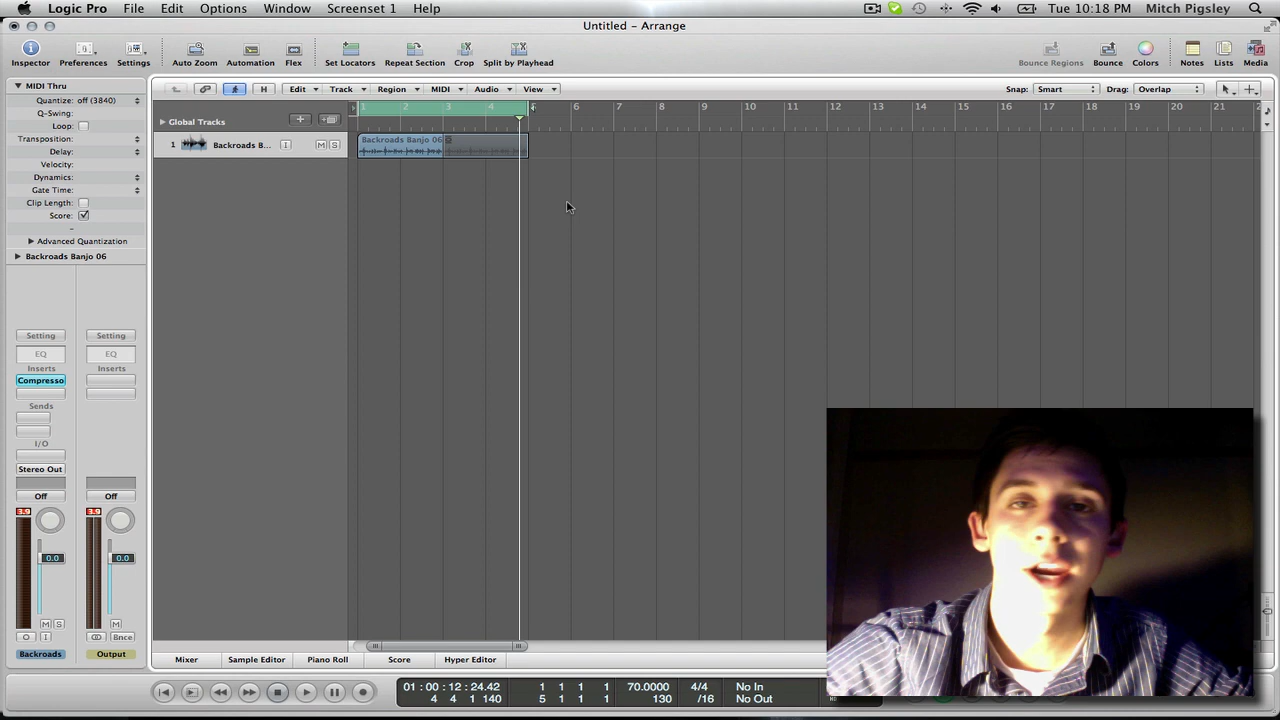 Logic Pro File Edit Options Window Screenset 1 Help Tue 10:18 PM Mitch Pigsley
Untitled - Arrange
Inspector Preferences Settings Auto Zoom Automation Flex Set Locators Repeat Section Crop Split by Playhead Bounce Regions Bounce Colors Notes Lists Media
MIDI Thru H Edit Track Region MIDI Audio View Snap: Smart Drag: Overlap
Quantize: off (3840)
1 2 3 4 5 6 7 8 9 10 11 12 13 14 15 16 17 18 19 20 21
Q-Swing:
Global Tracks
Loop:
Transposition:
Backroads Banjo 06
1 Backroads B... I M S
Delay:
Velocity:
Dynamics:
Gate Time:
Clip Length:
Score:
-
Advanced Quantization
Backroads Banjo 06
Setting Setting
EQ EQ
Inserts Inserts
Compresso
Sends
I/O
Stereo Out
Off Off
3.9 3.9
0.0 0.0
M S M
O I Bnce
Backroads Output
Mixer Sample Editor Piano Roll Score Hyper Editor
01 : 00 : 12 : 24.42 1 1 1 1 70.0000 4/4 No In
4 4 1 140 5 1 1 1 130 /16 No Out